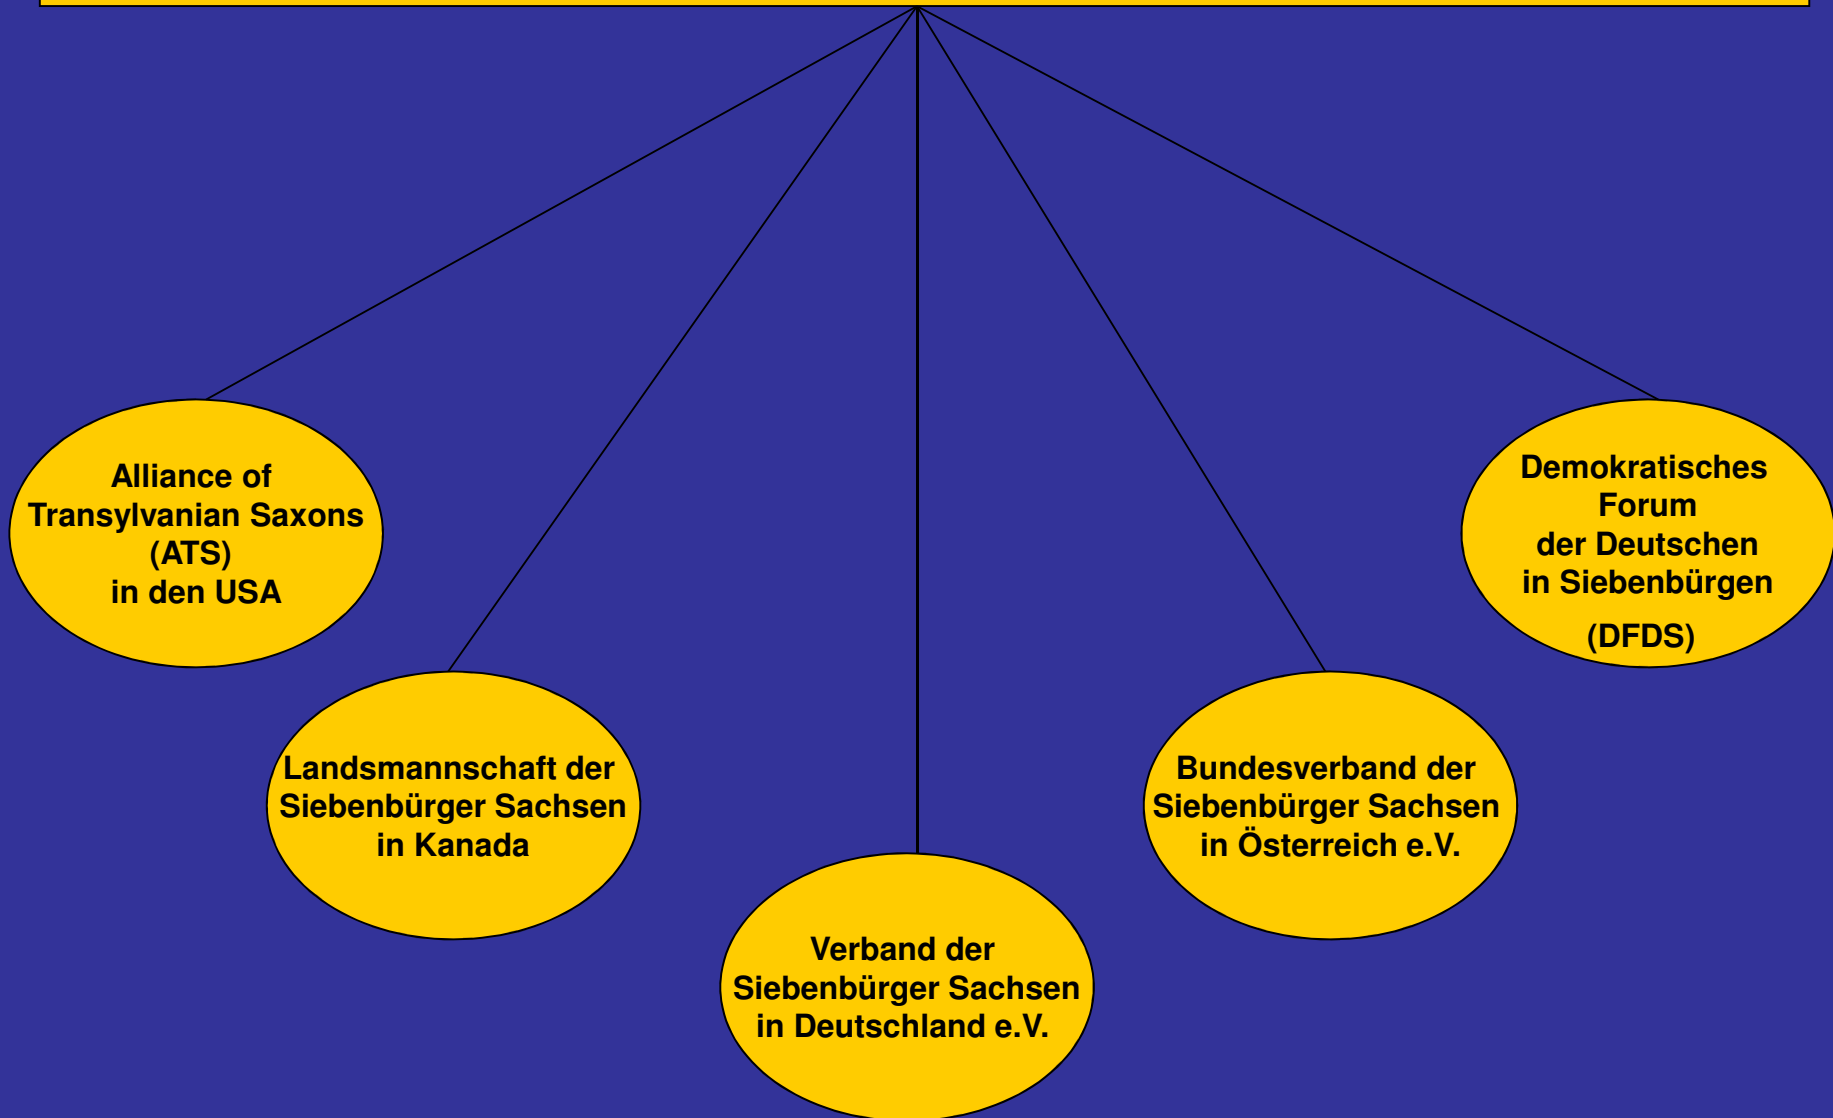 Alliance of
Transylvanian Saxons
(ATS)
in den USA
Landsmannschaft der
Siebenbürger Sachsen
in Kanada
Verband der
Siebenbürger Sachsen
in Deutschland e.V.
Bundesverband der
Siebenbürger Sachsen
in Österreich e.V.
Demokratisches
Forum
der Deutschen
in Siebenbürgen
(DFDS)